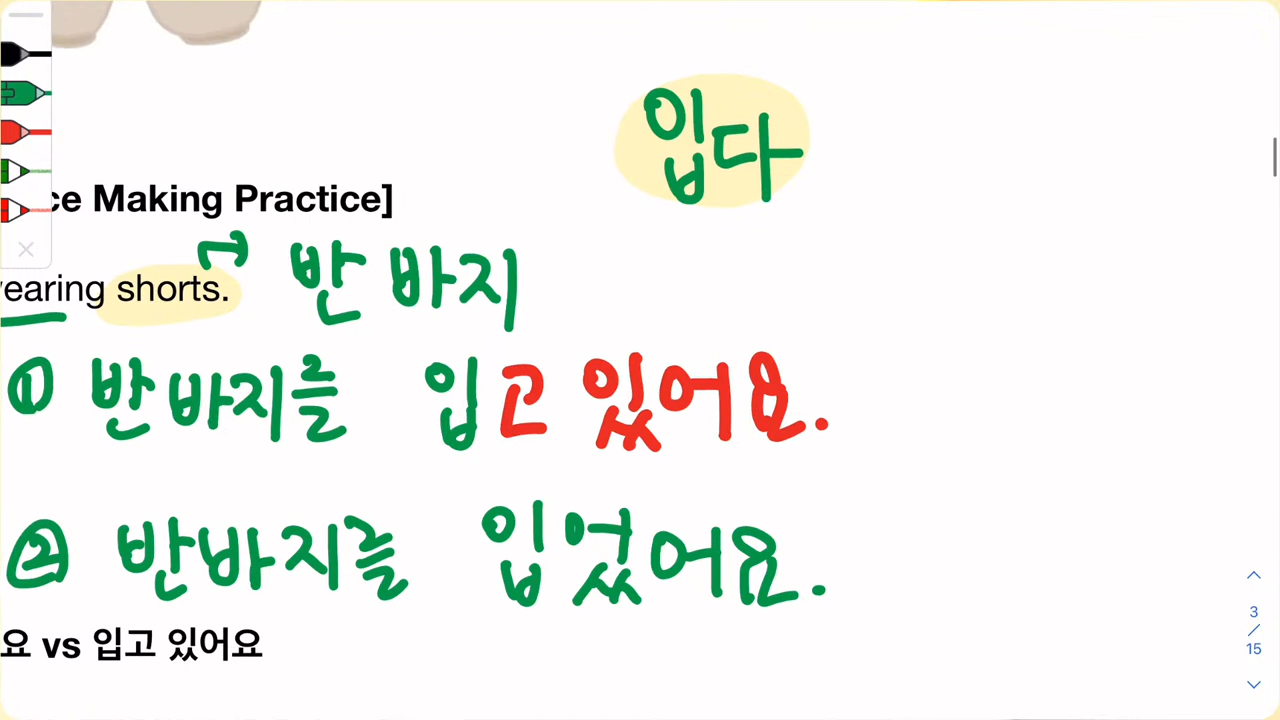 입다
ce Making Practice]
earing shorts. → 반바지
① 반바지를 입고 있어요.
② 반바지를 입었어요.
요 vs 입고 있어요
3
/
15